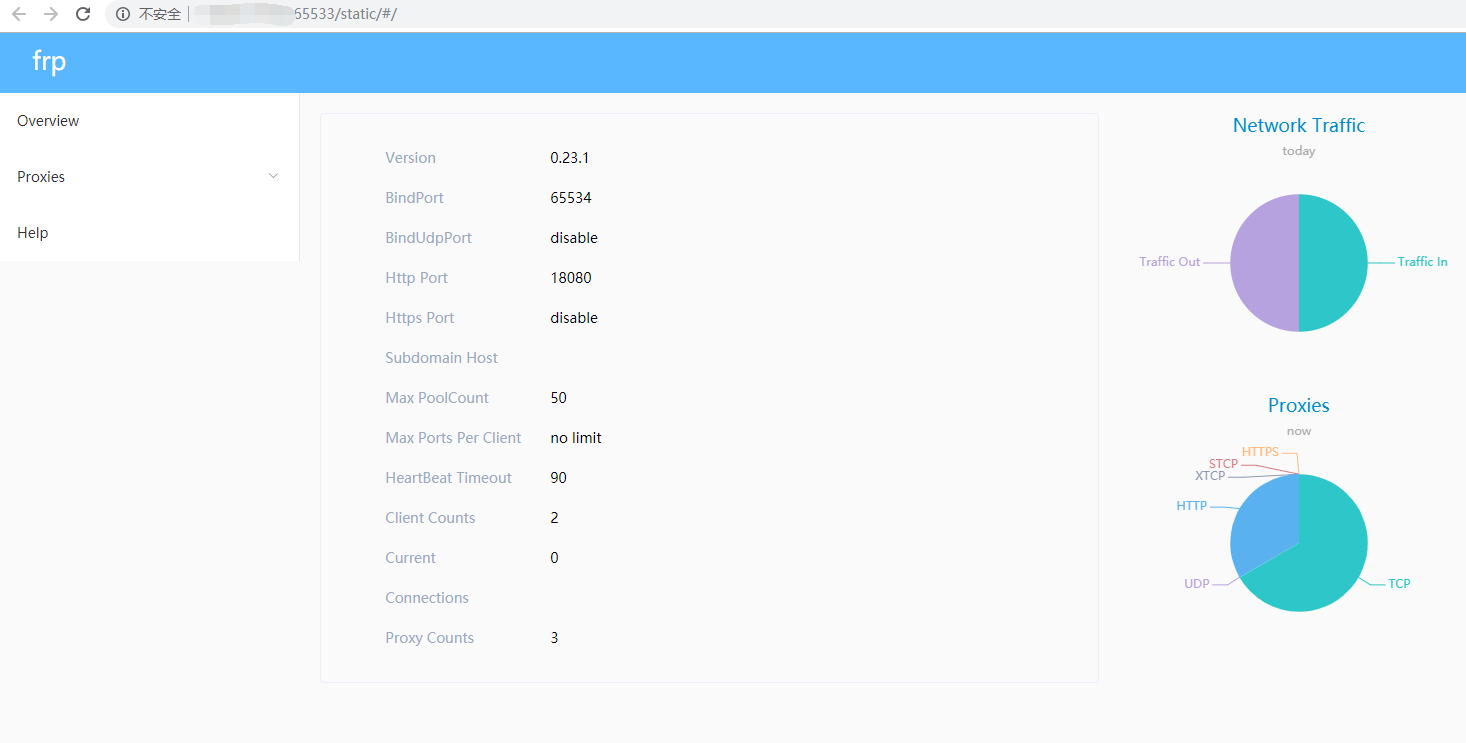 不安全 | 65533/static/#/
frp
Overview
Proxies
Help
Version 0.23.1
BindPort 65534
BindUdpPort disable
Http Port 18080
Https Port disable
Subdomain Host
Max PoolCount 50
Max Ports Per Client no limit
HeartBeat Timeout 90
Client Counts 2
Current 0
Connections
Proxy Counts 3
Network Traffic
today
Traffic Out
Traffic In
Proxies
now
HTTPS
STCP
XTCP
HTTP
UDP
TCP